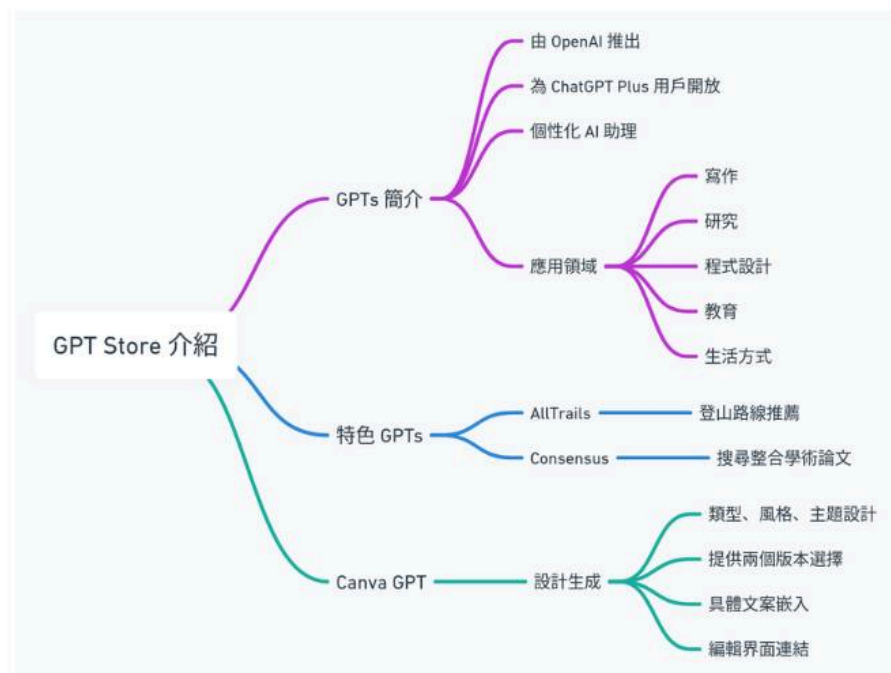 由 OpenAI 推出
為 ChatGPT Plus 用戶開放
個性化 AI 助理
GPTs 簡介
應用領域
寫作
研究
程式設計
教育
生活方式
GPT Store 介紹
特色 GPTs
AllTrails
登山路線推薦
Consensus
搜尋整合學術論文
Canva GPT
設計生成
類型、風格、主題設計
提供兩個版本選擇
具體文案嵌入
編輯界面連結